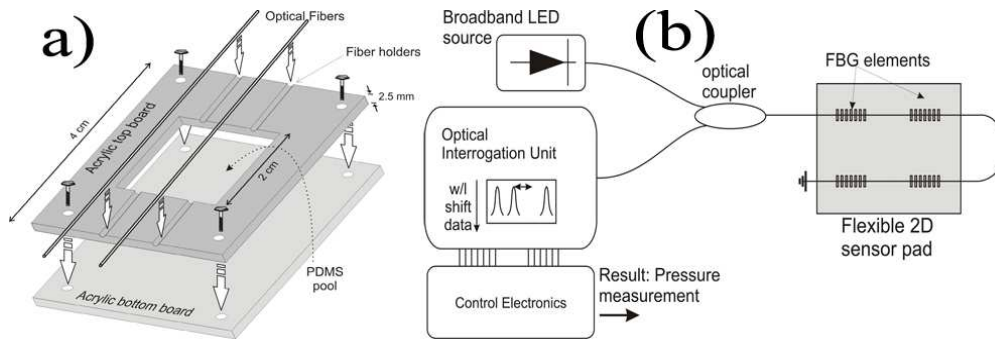 a)
Optical Fibers
Fiber holders
2.5 mm
4 cm
Acrylic top board
2 cm
PDMS
pool
Acrylic bottom board
(b)
Broadband LED
source
optical
coupler
FBG elements
Optical
Interrogation Unit
w/l
shift
data
Flexible 2D
sensor pad
Control Electronics
Result: Pressure
measurement